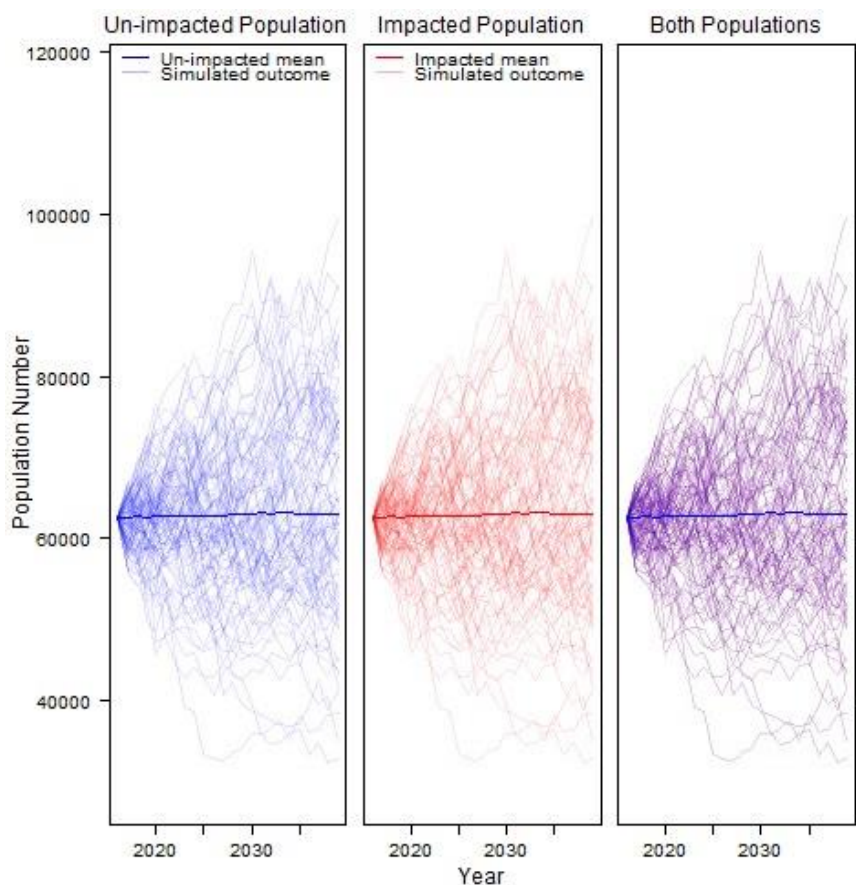 Un-impacted Population
Impacted Population
Both Populations
Un-impacted mean
Simulated outcome
Impacted mean
Simulated outcome
120000
100000
80000
60000
40000
Population Number
2020
2030
2020
2030
2020
2030
Year